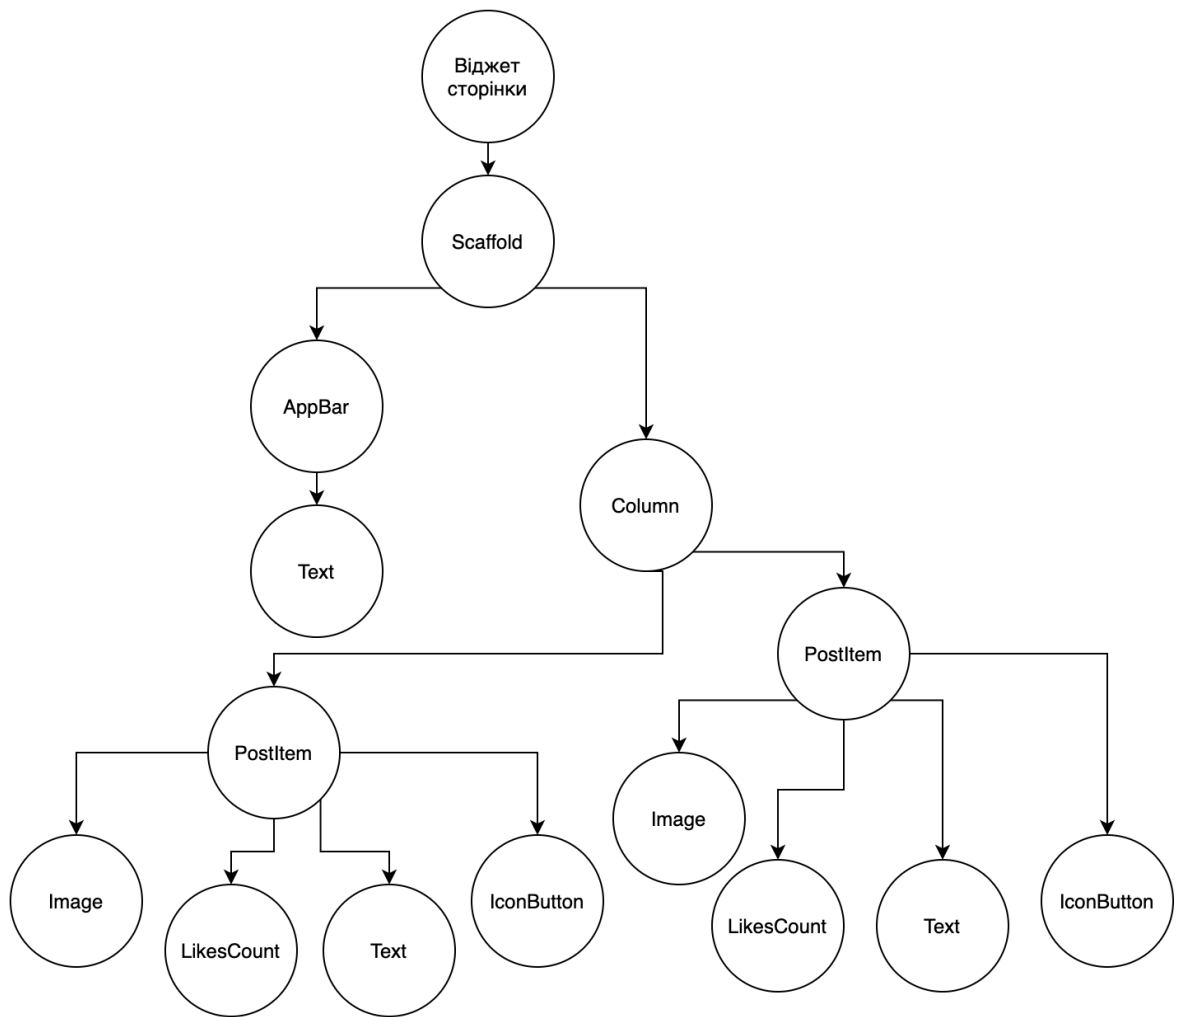 Віджет
сторінки
Scaffold
AppBar
Text
Column
PostItem
Image
LikesCount
Text
IconButton
PostItem
Image
LikesCount
Text
IconButton